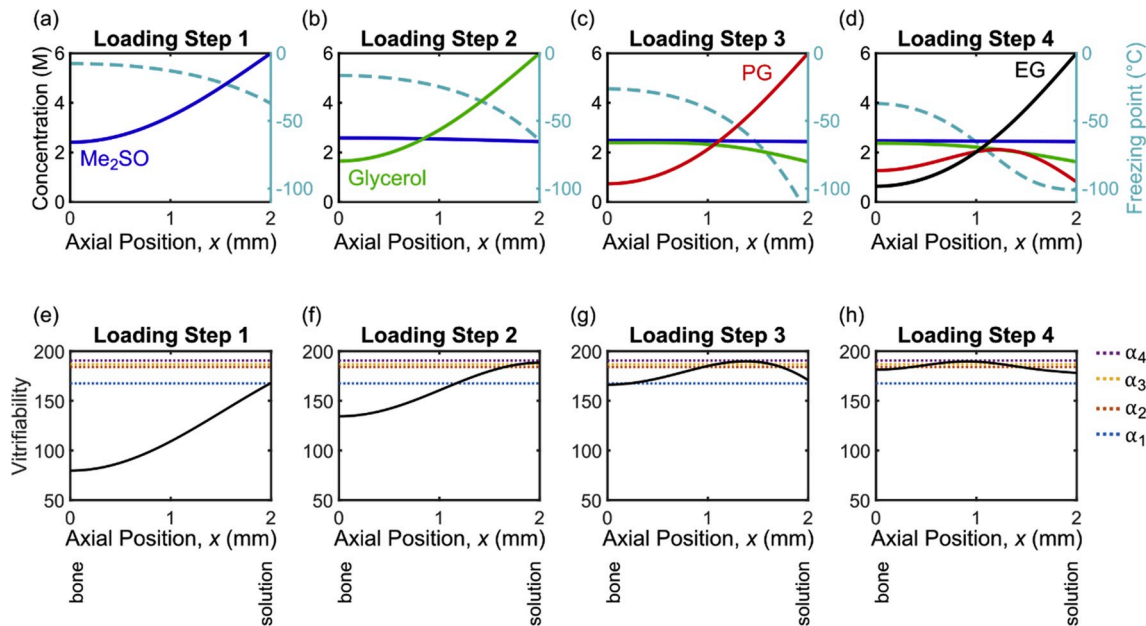 (a) (b) (c) (d)
Loading Step 1 Loading Step 2 Loading Step 3 Loading Step 4
Concentration (M)
6 4 2 0
Me₂SO
0 -50 -100
0 1 2
Axial Position, x (mm)
6 4 2 0
Glycerol
0 -50 -100
0 1 2
Axial Position, x (mm)
6 4 2 0
PG
0 -50 -100
0 1 2
Axial Position, x (mm)
6 4 2 0
EG
0 -50 -100
Freezing point (°C)
0 1 2
Axial Position, x (mm)
(e) (f) (g) (h)
Loading Step 1 Loading Step 2 Loading Step 3 Loading Step 4
Vitrifiability
200 150 100 50
0 1 2
Axial Position, x (mm)
bone solution
200 150 100 50
0 1 2
Axial Position, x (mm)
bone solution
200 150 100 50
0 1 2
Axial Position, x (mm)
bone solution
200 150 100 50
0 1 2
Axial Position, x (mm)
bone solution
α₄
α₃
α₂
α₁